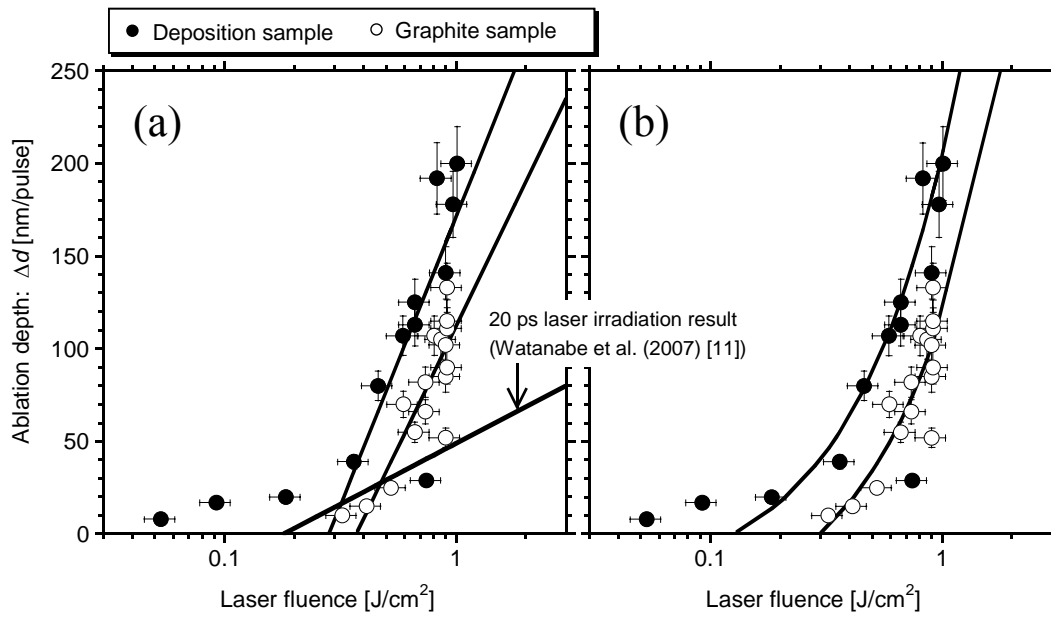 Deposition sample Graphite sample
250
200
150
100
50
0
Ablation depth: Δd [nm/pulse]
(a)
(b)
20 ps laser irradiation result
(Watanabe et al. (2007) [11])
0.1 1
0.1 1
Laser fluence [J/cm²]
Laser fluence [J/cm²]